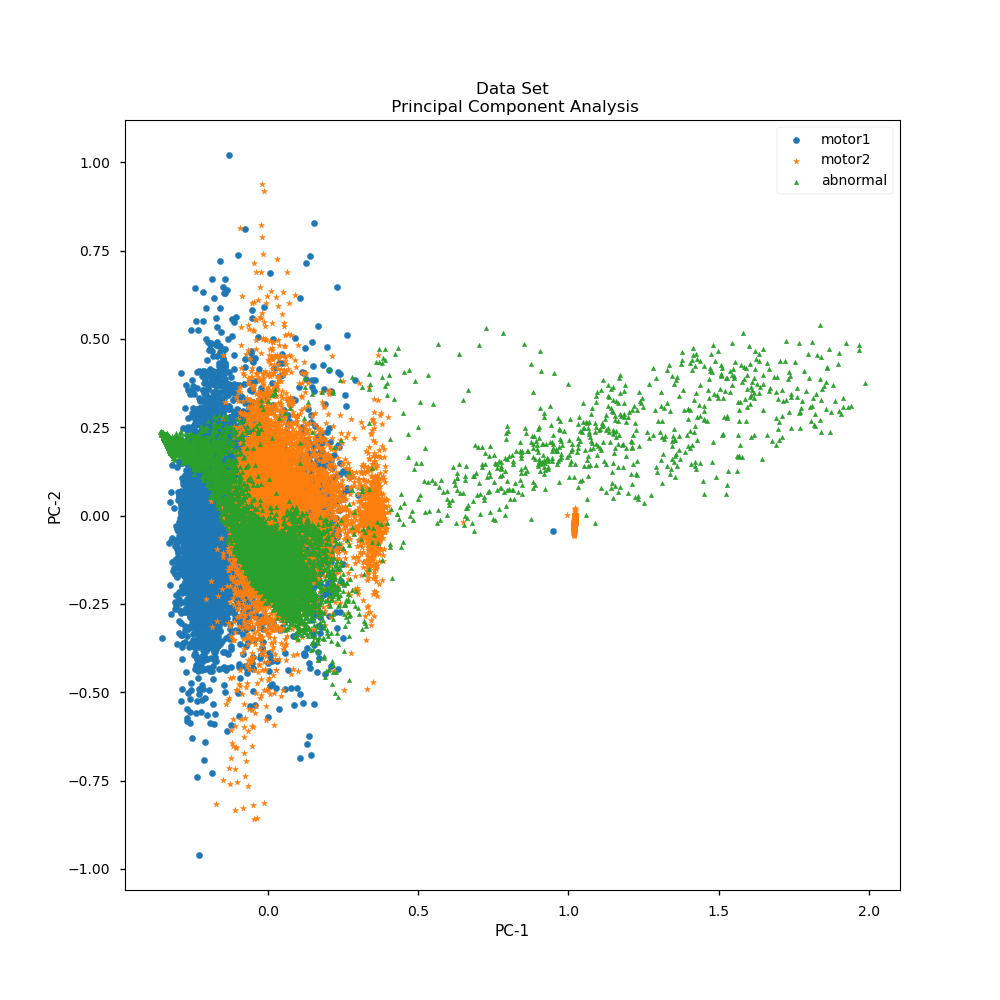 Data Set
Principal Component Analysis
motor1
motor2
abnormal
1.00
0.75
0.50
0.25
0.00
−0.25
−0.50
−0.75
−1.00
PC-2
0.0 0.5 1.0 1.5 2.0
PC-1